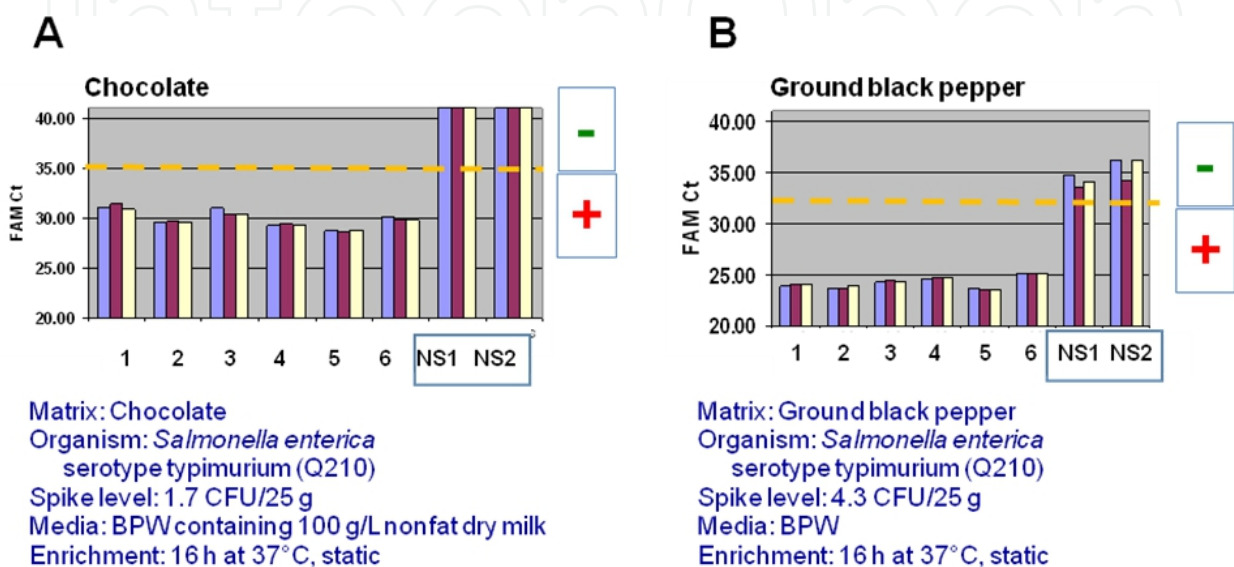 A
Chocolate
FAM Ct
40.00
35.00
30.00
25.00
20.00
1 2 3 4 5 6 NS1 NS2
-
+
Matrix: Chocolate
Organism: Salmonella enterica
serotype typimurium (Q210)
Spike level: 1.7 CFU/25 g
Media: BPW containing 100 g/L nonfat dry milk
Enrichment: 16 h at 37°C, static
B
Ground black pepper
FAM Ct
40.00
35.00
30.00
25.00
20.00
1 2 3 4 5 6 NS1 NS2
-
+
Matrix: Ground black pepper
Organism: Salmonella enterica
serotype typimurium (Q210)
Spike level: 4.3 CFU/25 g
Media: BPW
Enrichment: 16 h at 37°C, static